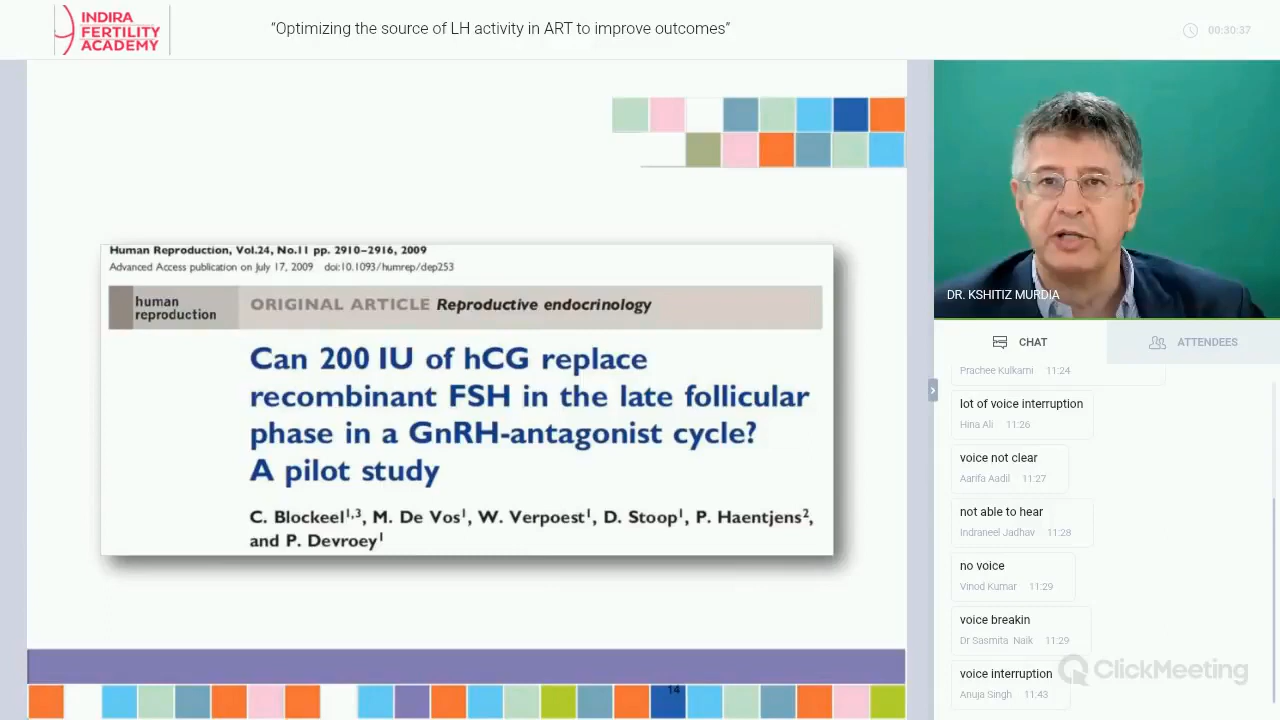 INDIRA
FERTILITY
ACADEMY
“Optimizing the source of LH activity in ART to improve outcomes”
00:30:37
Human Reproduction, Vol.24, No.11 pp. 2910–2916, 2009
Advanced Access publication on July 17, 2009 doi:10.1093/humrep/dep253
human
reproduction
ORIGINAL ARTICLE Reproductive endocrinology
Can 200 IU of hCG replace
recombinant FSH in the late follicular
phase in a GnRH-antagonist cycle?
A pilot study
C. Blockeel1,3, M. De Vos1, W. Verpoest1, D. Stoop1, P. Haentjens2,
and P. Devroey1
14
DR. KSHITIZ MURDIA
CHAT
ATTENDEES
Prachee Kulkarni 11:24
lot of voice interruption
Hina Ali 11:26
voice not clear
Aarifa Aadil 11:27
not able to hear
Indraneel Jadhav 11:28
no voice
Vinod Kumar 11:29
voice breakin
Dr Sasmita Naik 11:29
voice interruption
Anuja Singh 11:43
ClickMeeting